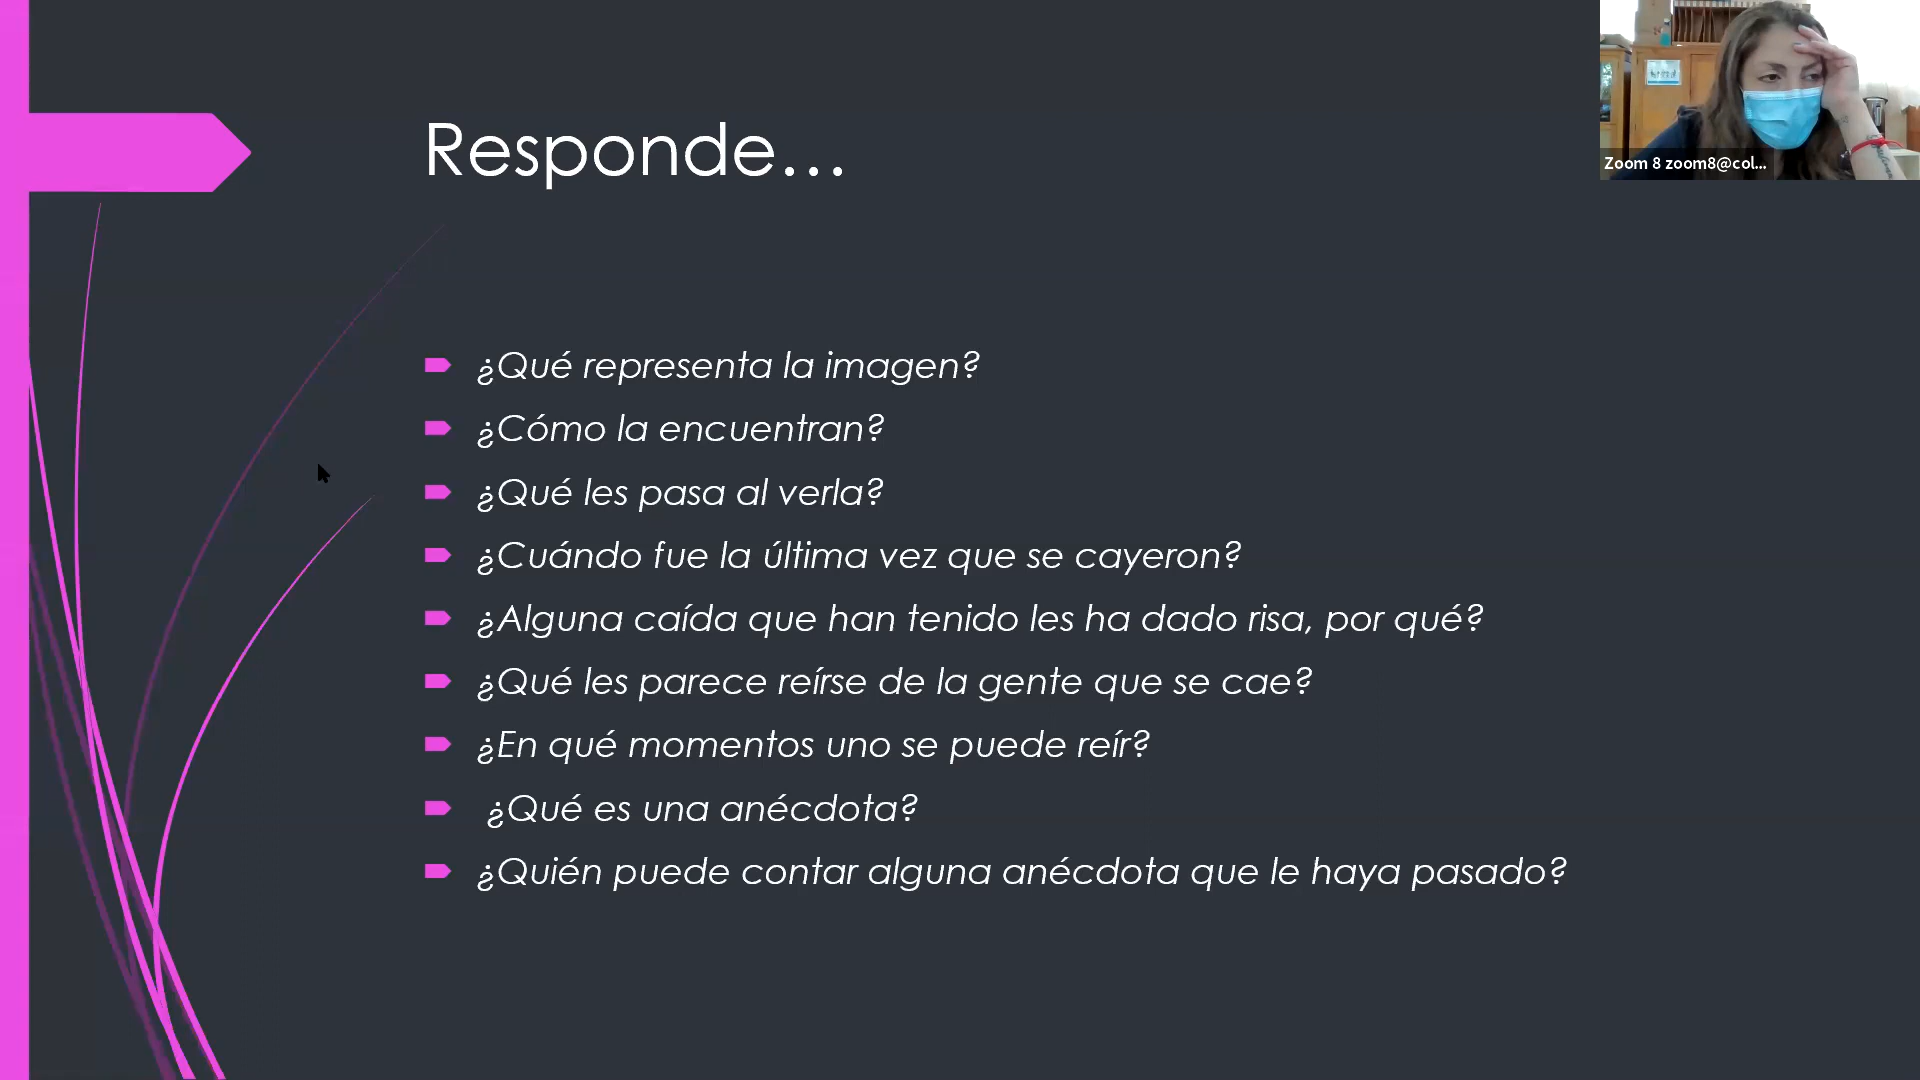 Responde...
¿Qué representa la imagen?
¿Cómo la encuentran?
¿Qué les pasa al verla?
¿Cuándo fue la última vez que se cayeron?
¿Alguna caída que han tenido les ha dado risa, por qué?
¿Qué les parece reírse de la gente que se cae?
¿En qué momentos uno se puede reír?
¿Qué es una anécdota?
¿Quién puede contar alguna anécdota que le haya pasado?
Zoom 8 zoom8@col...